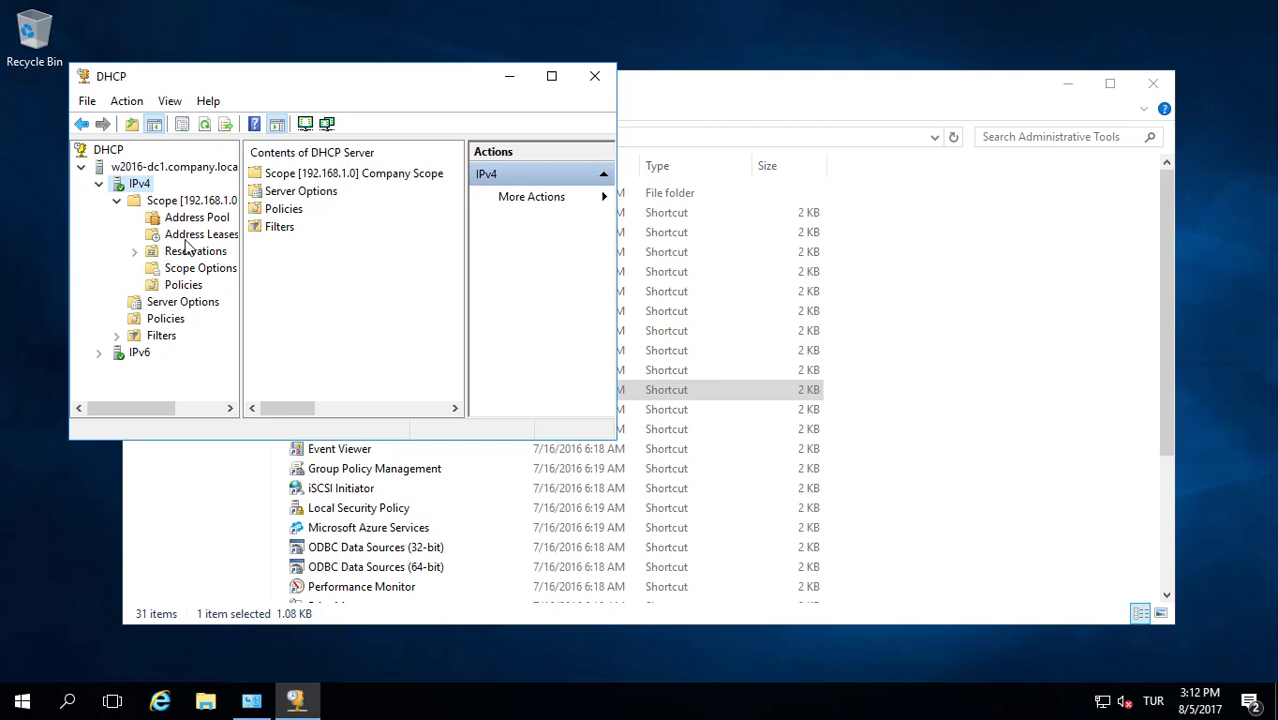 Recycle Bin
DHCP
File Action View Help
DHCP
w2016-dc1.company.loca
IPv4
Scope [192.168.1.0
Address Pool
Address Leases
Reservations
Scope Options
Policies
Server Options
Policies
Filters
IPv6
Contents of DHCP Server
Scope [192.168.1.0] Company Scope
Server Options
Policies
Filters
Actions
IPv4
More Actions
Search Administrative Tools
Type Size
M File folder
M Shortcut 2 KB
M Shortcut 2 KB
M Shortcut 2 KB
M Shortcut 2 KB
M Shortcut 2 KB
M Shortcut 2 KB
M Shortcut 2 KB
M Shortcut 2 KB
M Shortcut 2 KB
M Shortcut 2 KB
M Shortcut 2 KB
M Shortcut 2 KB
Event Viewer 7/16/2016 6:18 AM Shortcut 2 KB
Group Policy Management 7/16/2016 6:19 AM Shortcut 2 KB
iSCSI Initiator 7/16/2016 6:18 AM Shortcut 2 KB
Local Security Policy 7/16/2016 6:19 AM Shortcut 2 KB
Microsoft Azure Services 7/16/2016 6:19 AM Shortcut 2 KB
ODBC Data Sources (32-bit) 7/16/2016 6:18 AM Shortcut 2 KB
ODBC Data Sources (64-bit) 7/16/2016 6:18 AM Shortcut 2 KB
Performance Monitor 7/16/2016 6:18 AM Shortcut 2 KB
31 items 1 item selected 1.08 KB
TUR
3:12 PM
8/5/2017
2